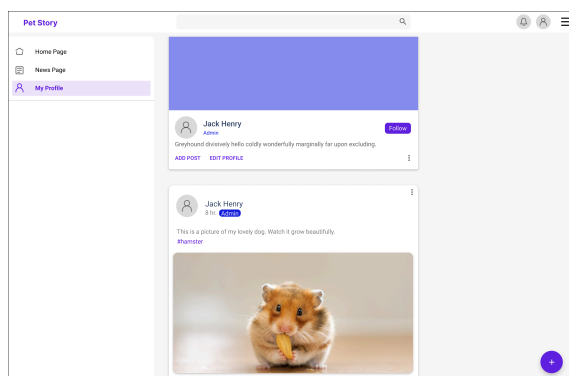 Pet Story
Home Page
News Page
My Profile
Jack Henry
Admin
Follow
Greyhound divisively hello coldly wonderfully marginally far upon excluding.
ADD POST EDIT PROFILE
Jack Henry
8 hr. Admin
This is a picture of my lovely dog. Watch it grow beautifully.
#hamster
+